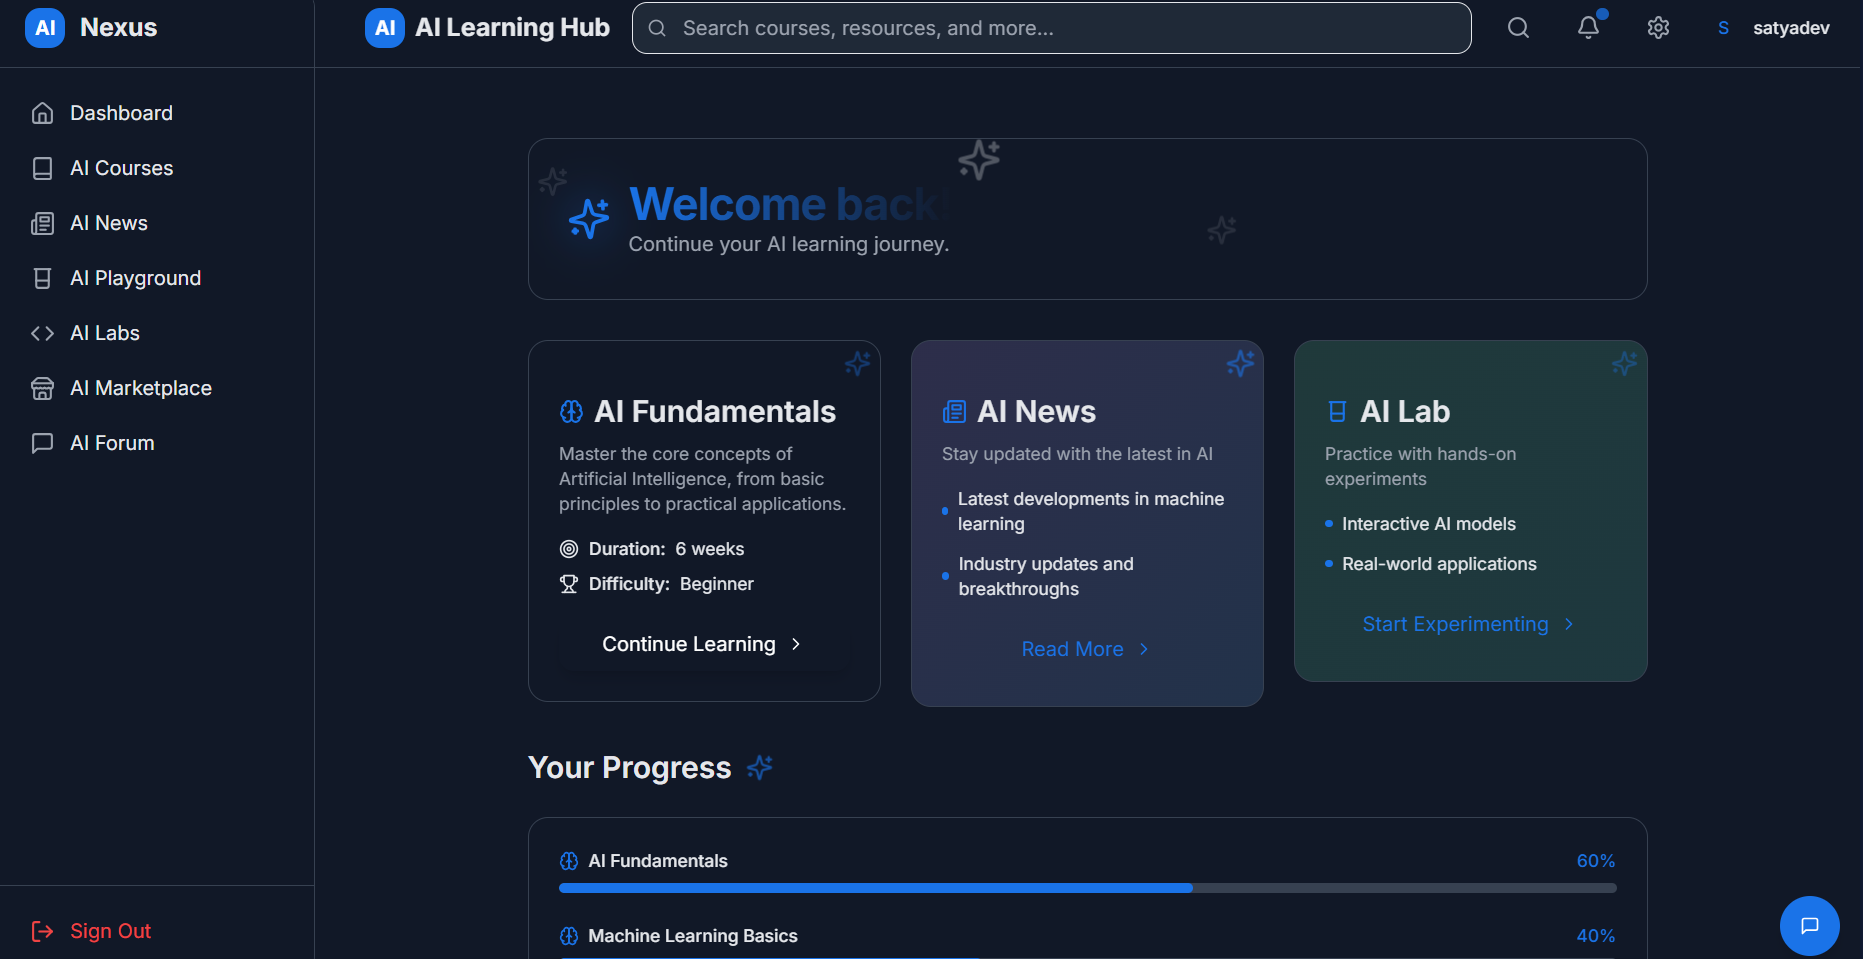 AI Nexus
AI AI Learning Hub
Search courses, resources, and more...
S satyadev
Dashboard
AI Courses
AI News
AI Playground
AI Labs
AI Marketplace
AI Forum
Sign Out
Welcome back!
Continue your AI learning journey.
AI Fundamentals
Master the core concepts of
Artificial Intelligence, from basic
principles to practical applications.
Duration: 6 weeks
Difficulty: Beginner
Continue Learning
AI News
Stay updated with the latest in AI
Latest developments in machine
learning
Industry updates and
breakthroughs
Read More
AI Lab
Practice with hands-on
experiments
Interactive AI models
Real-world applications
Start Experimenting
Your Progress
AI Fundamentals 60%
Machine Learning Basics 40%